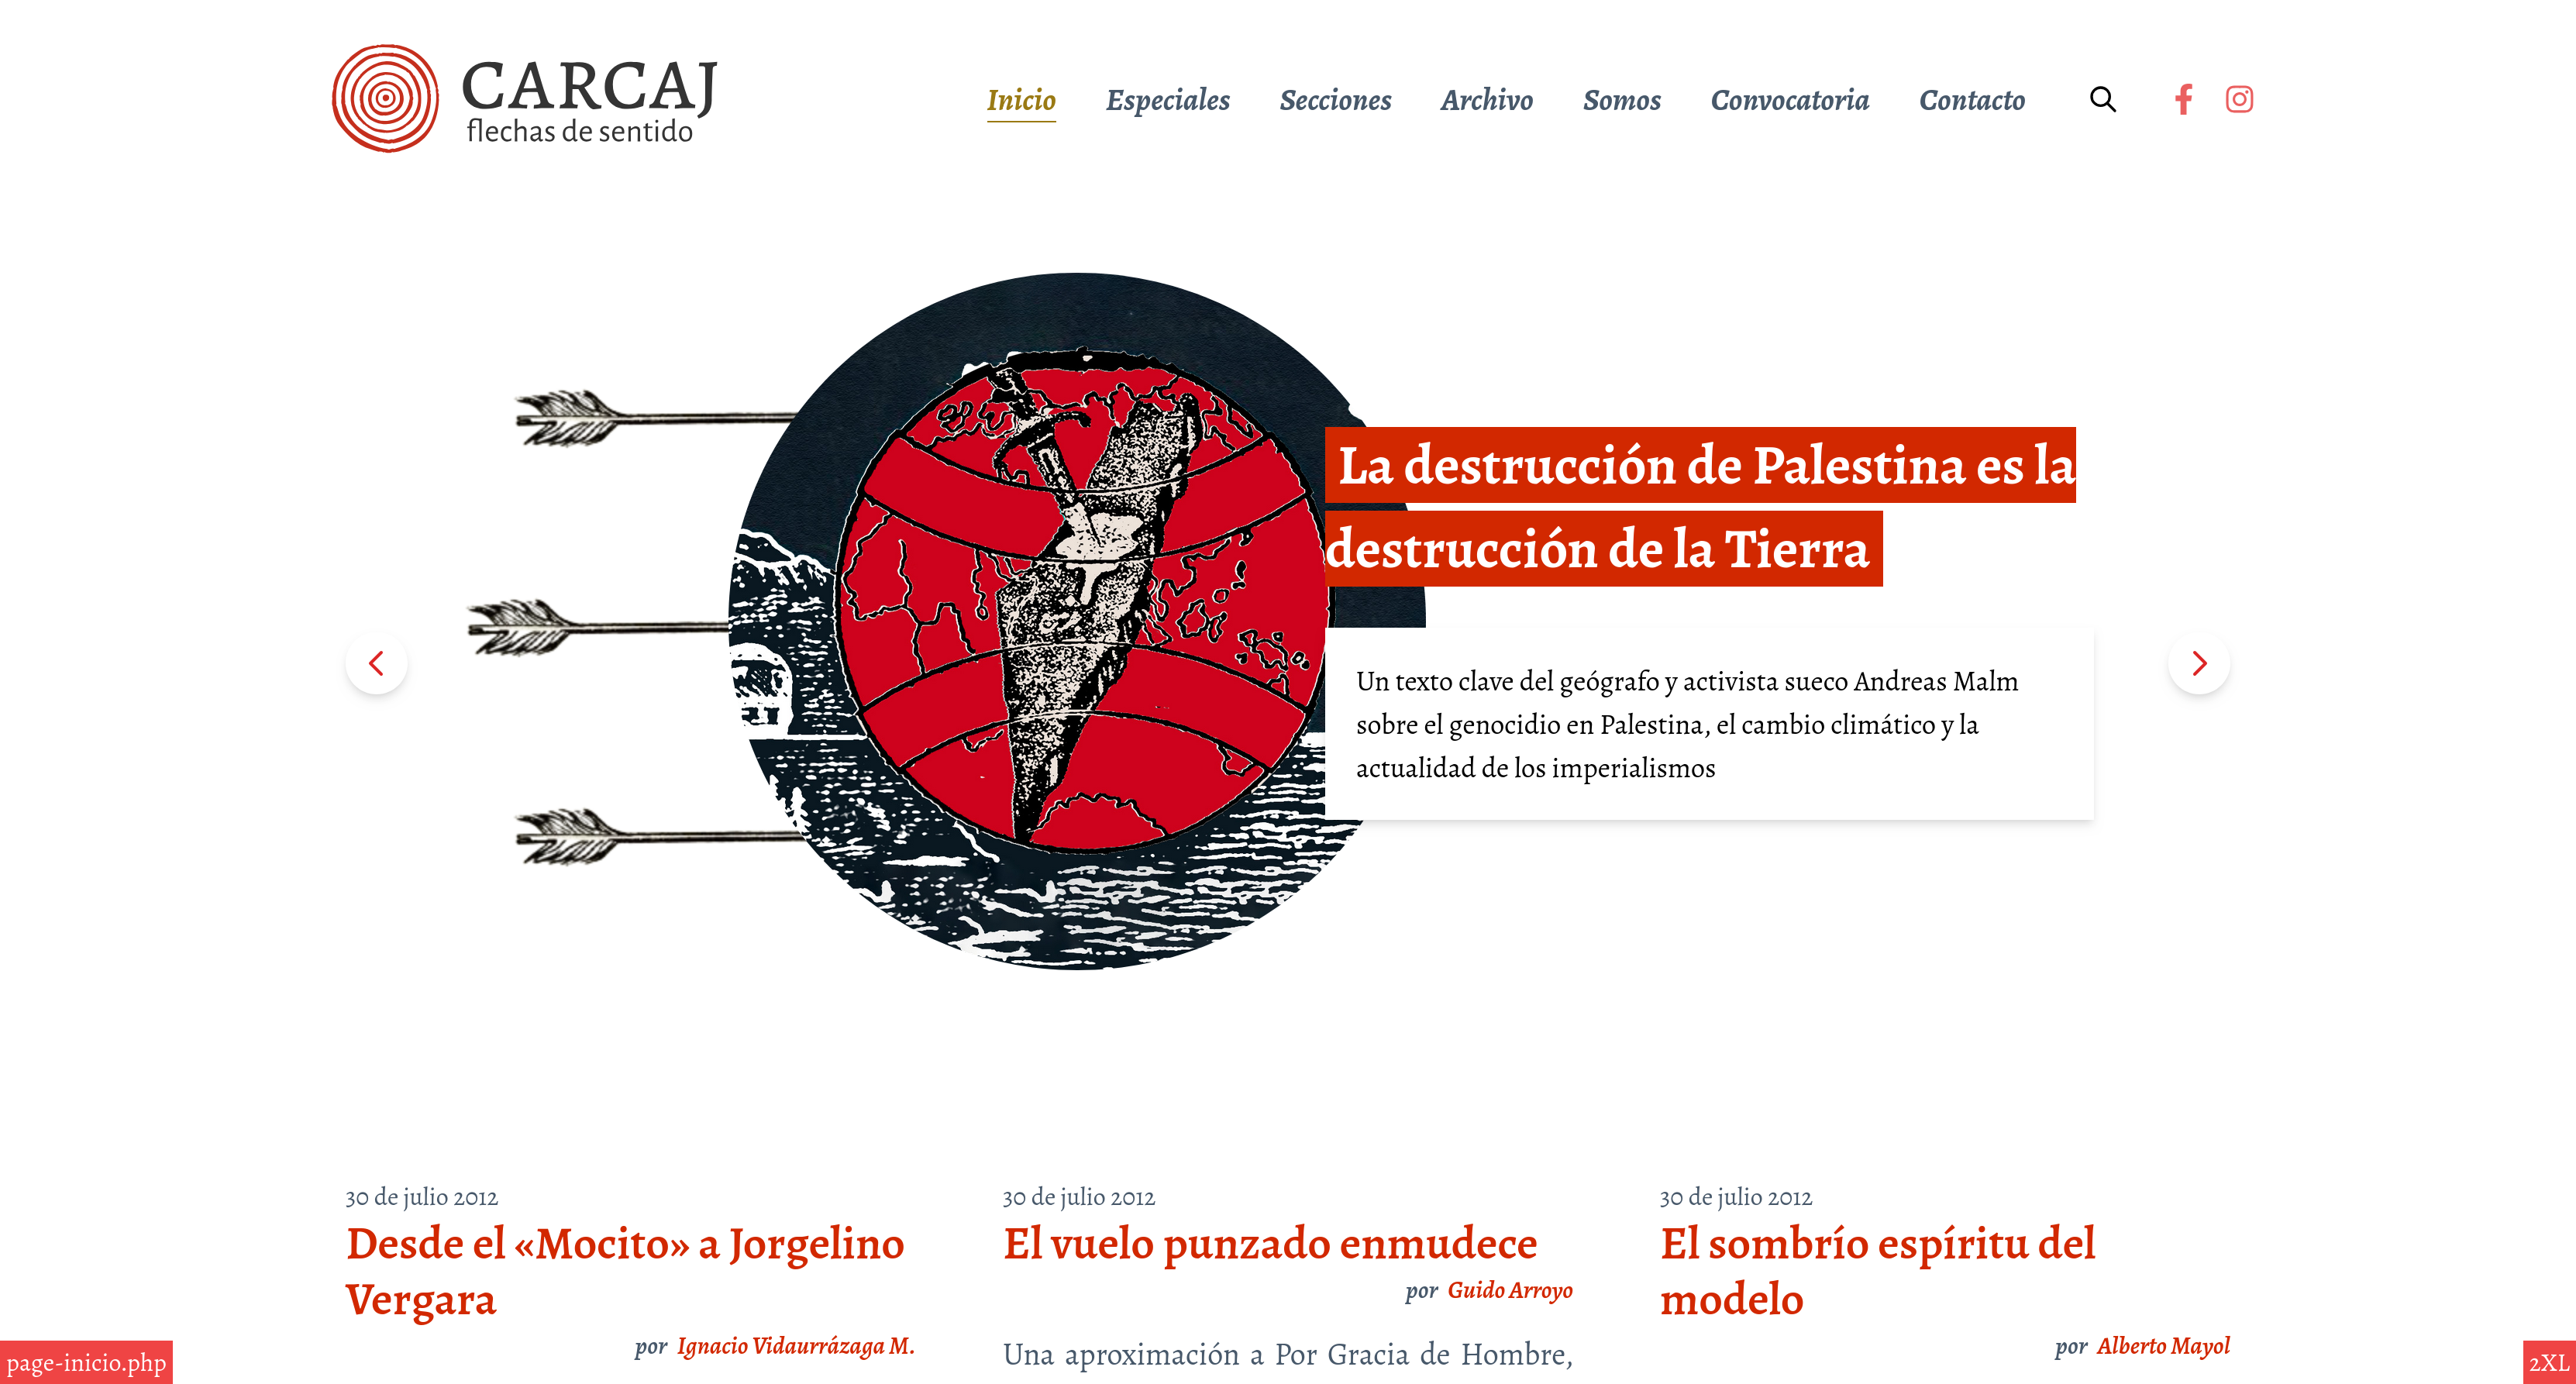 CARCAJ
flechas de sentido
Inicio Especiales Secciones Archivo Somos Convocatoria Contacto
La destrucción de Palestina es la
destrucción de la Tierra
Un texto clave del geógrafo y activista sueco Andreas Malm
sobre el genocidio en Palestina, el cambio climático y la
actualidad de los imperialismos
30 de julio 2012
Desde el «Mocito» a Jorgelino
Vergara
por Ignacio Vidaurrázaga M.
30 de julio 2012
El vuelo punzado enmudece
por Guido Arroyo
Una aproximación a Por Gracia de Hombre,
30 de julio 2012
El sombrío espíritu del
modelo
por Alberto Mayol
page-inicio.php
2XL